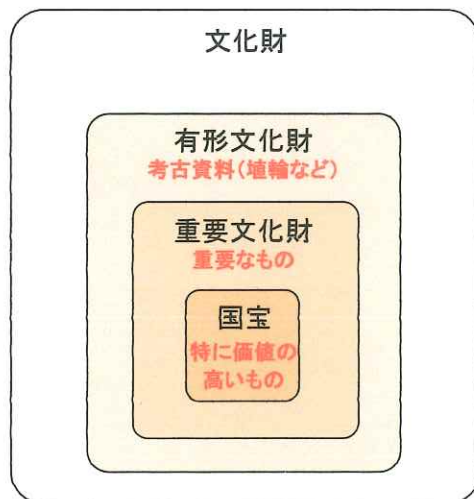 文化財
有形文化財
考古資料(埴輪など)
重要文化財
重要なもの
国宝
特に価値の
高いもの